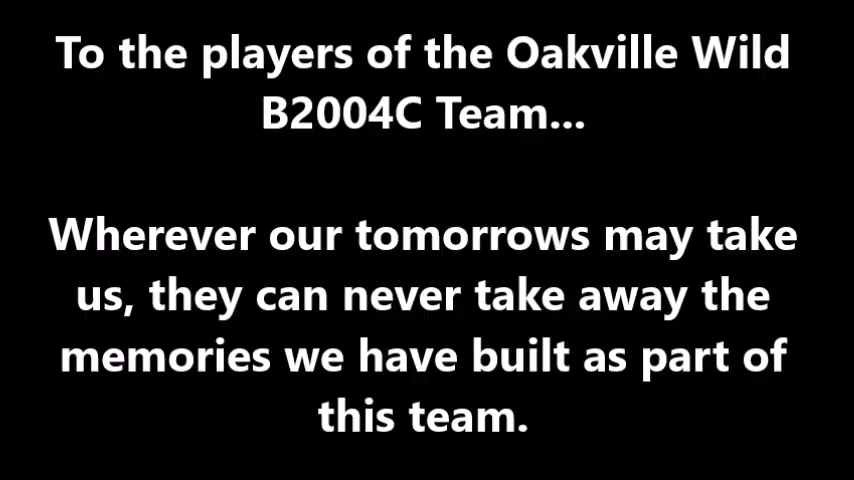 To the players of the Oakville Wild
B2004C Team...
Wherever our tomorrows may take
us, they can never take away the
memories we have built as part of
this team.